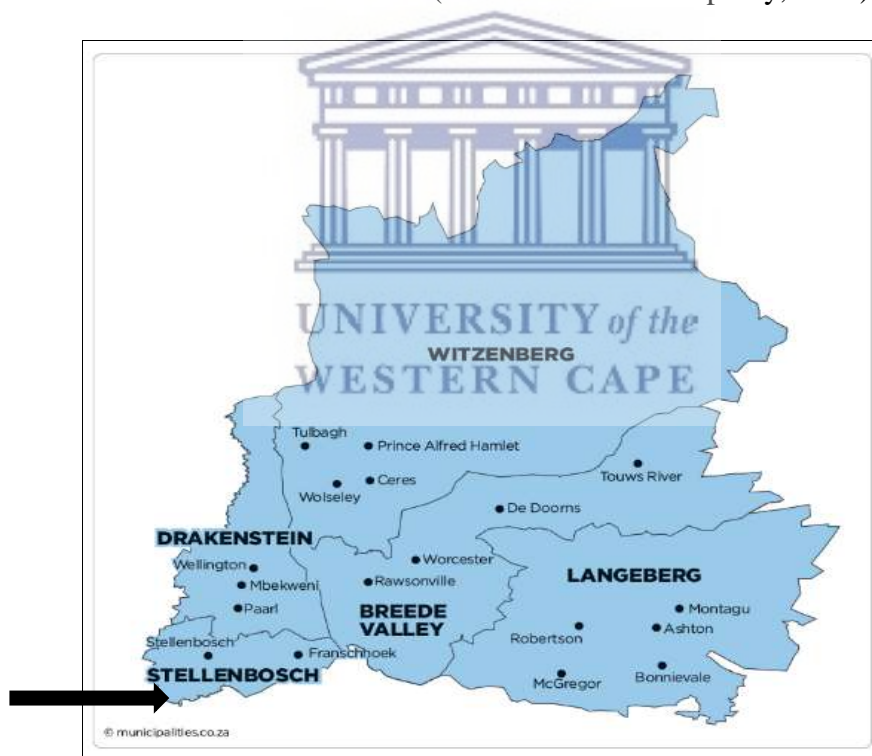 UNIVERSITY of the
WITZENBERG
WESTERN CAPE
Tulbagh
Prince Alfred Hamlet
Ceres
Wolseley
Touws River
De Doorns
DRAKENSTEIN
Worcester
Wellington
LANGEBERG
Mbekweni
Rawsonville
Paarl
BREEDE
VALLEY
Montagu
Ashton
Robertson
Stellenbosch
Franschhoek
STELLENBOSCH
Bonnievale
McGregor
© municipalities.co.za